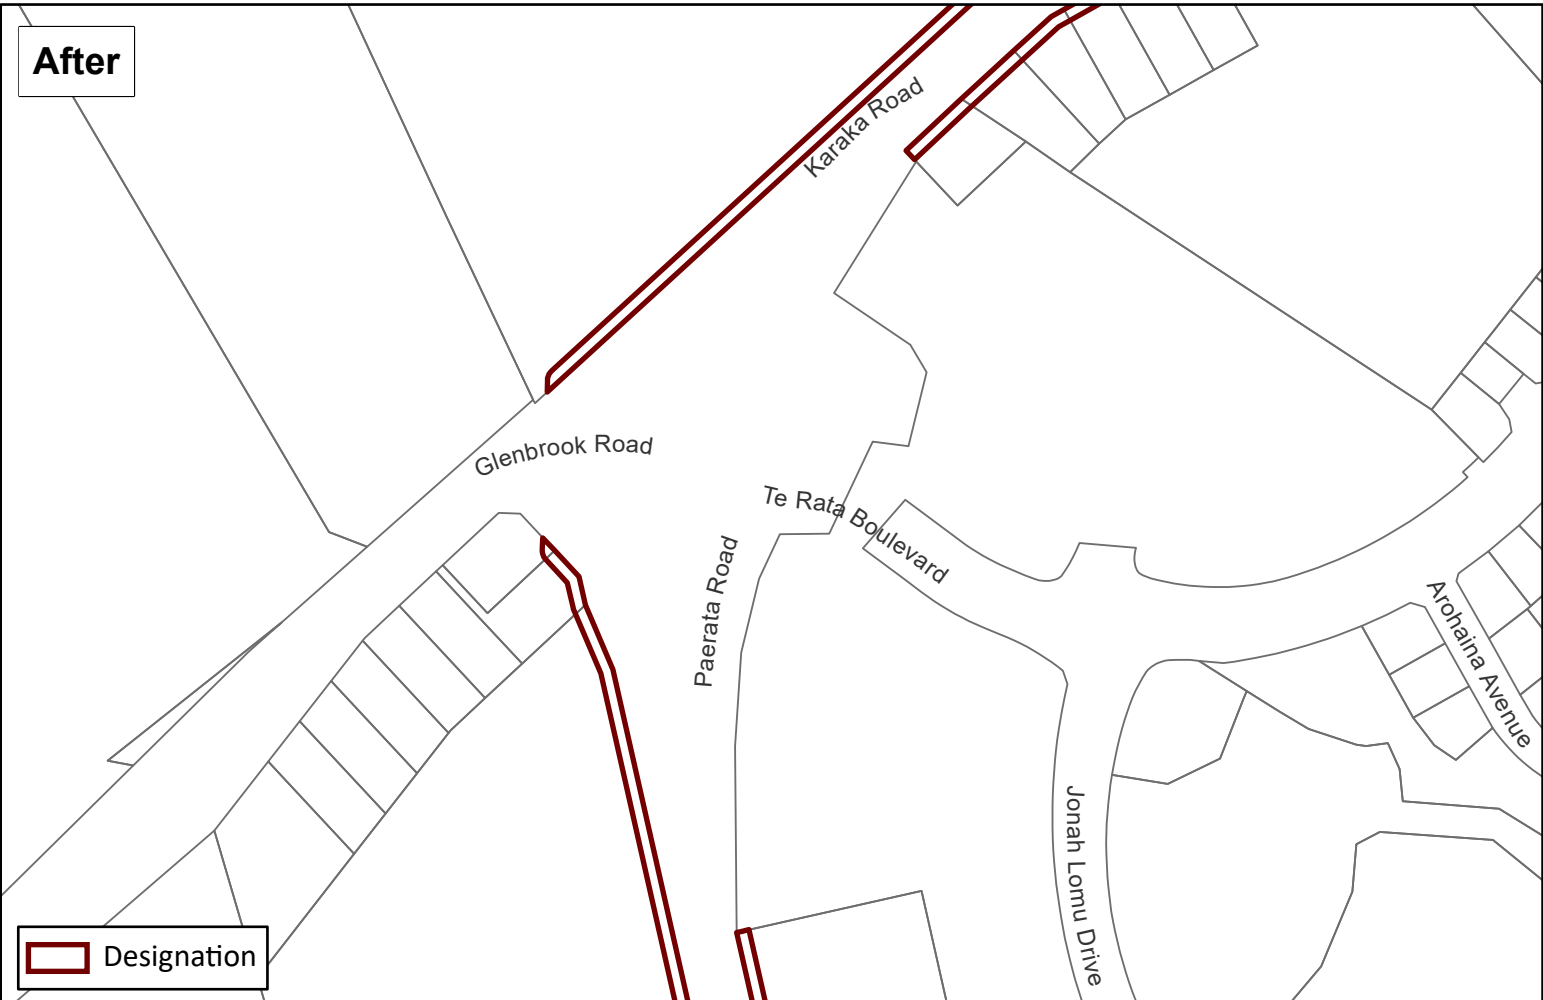 After
Karaka Road
Glenbrook Road
Te Rata Boulevard
Paerata Road
Arohaina Avenue
Jonah Lomu Drive
Designation